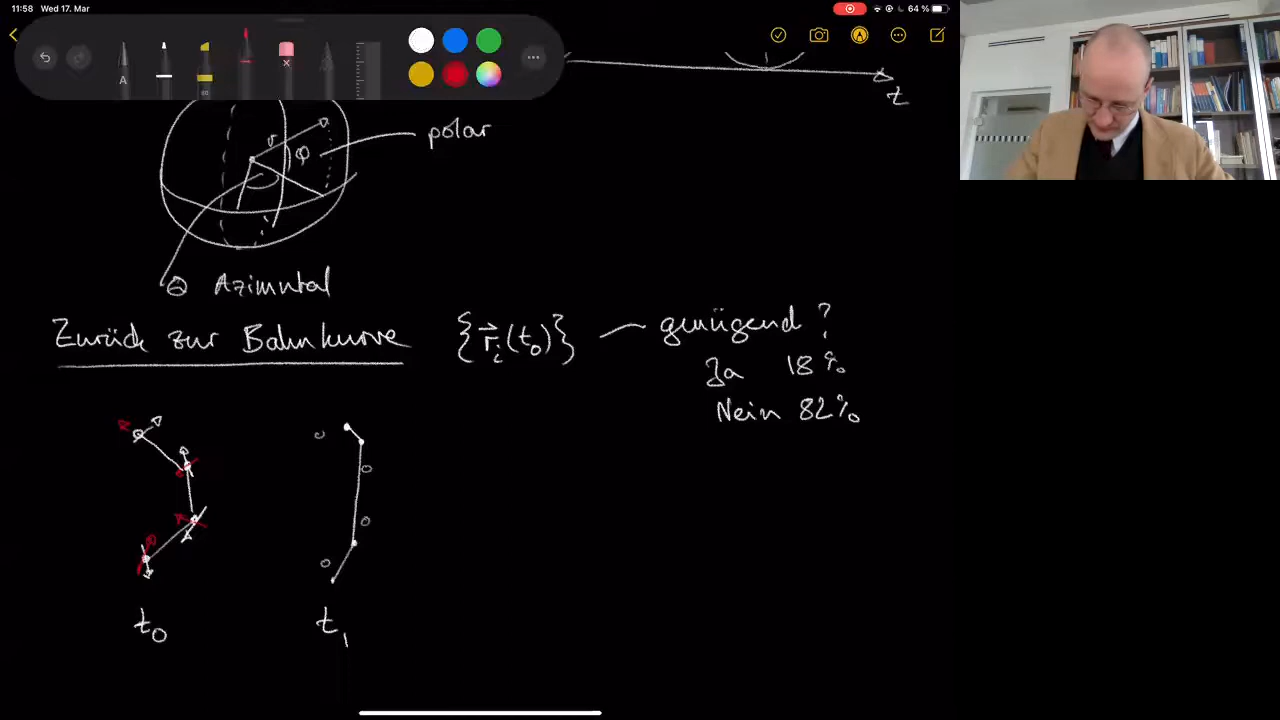 11:58 Wed 17. Mar
64 %
A
80
t
polar
r
φ
Θ Azimutal
Zurück zur Bahnkurve { r⃗ᵢ(t₀) } genügend ?
Ja 18 %
Nein 82%
t₀
t₁